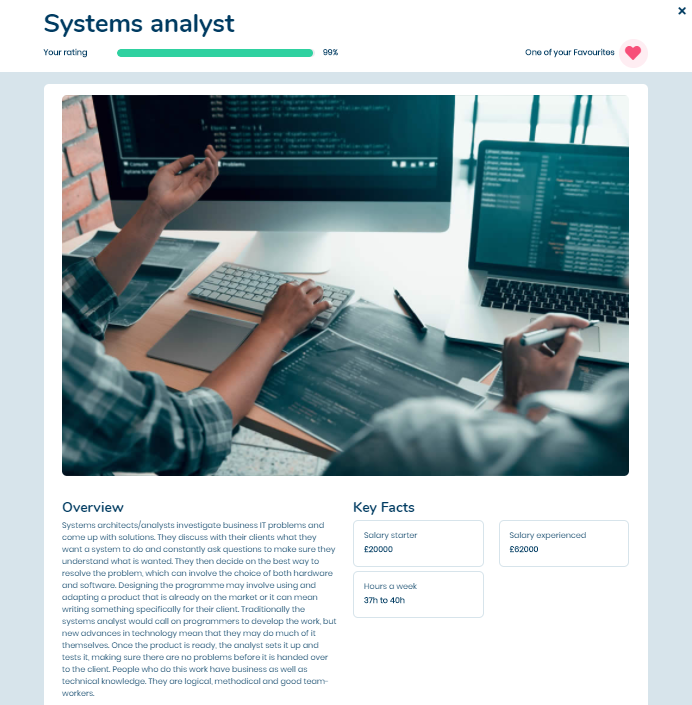 Systems analyst
Your rating
99%
One of your Favourites
Overview
Systems architects/analysts investigate business IT problems and
come up with solutions. They discuss with their clients what they
want a system to do and constantly ask questions to make sure they
understand what is wanted. They then decide on the best way to
resolve the problem, which can involve the choice of both hardware
and software. Designing the programme may involve using and
adapting a product that is already on the market or it can mean
writing something specifically for their client. Traditionally the
systems analyst would call on programmers to develop the work, but
new advances in technology mean that they may do much of it
themselves. Once the product is ready, the analyst sets it up and
tests it, making sure there are no problems before it is handed over
to the client. People who do this work have business as well as
technical knowledge. They are logical, methodical and good team-
workers.
Key Facts
Salary starter
£20000
Salary experienced
£62000
Hours a week
37h to 40h